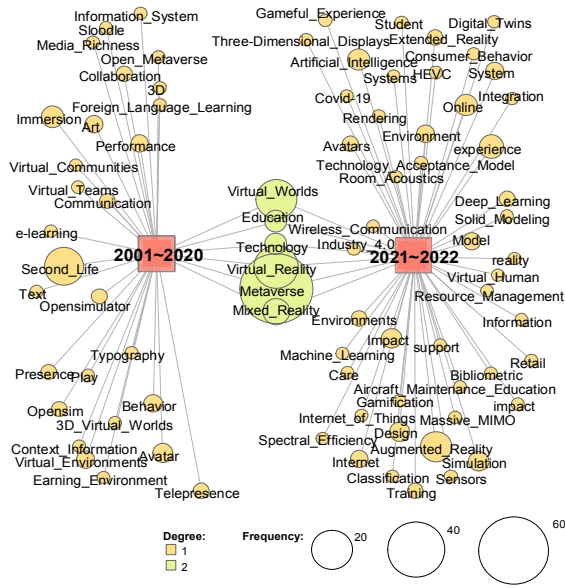 Information_System
Sloodle
Media_Richness
Open_Metaverse
Collaboration
3D
Foreign_Language_Learning
Immersion
Art
Performance
Virtual_Communities
Virtual_Teams
Communication
e-learning
2001~2020
Second_Life
Text
Opensimulator
Typography
Presence
Play
Opensim
Behavior
3D_Virtual_Worlds
Context_Information
Virtual_Environments
Avatar
Earning_Environment
Telepresence
Virtual_Worlds
Education
Technology
Virtual_Reality
Metaverse
Mixed_Reality
Gameful_Experience
Student
Digital_Twins
Three-Dimensional_Displays
Extended_Reality
Artificial_Intelligence
Consumer_Behavior
Systems
HEVC
System
Covid-19
Online
Integration
Rendering
Environment
Avatars
experience
Technology_Acceptance_Model
Room_Acoustics
Deep_Learning
Solid_Modeling
Wireless_Communication
Industry_4.0
2021~2022
Model
reality
Virtual_Human
Resource_Management
Environments
Information
Impact
support
Machine_Learning
Retail
Care
Bibliometric
Aircraft_Maintenance_Education
Gamification
impact
Internet_of_Things
Massive_MIMO
Spectral_Efficiency
Design
Augmented_Reality
Internet
Simulation
Classification
Sensors
Training
Degree:
1
2
Frequency:
20
40
60